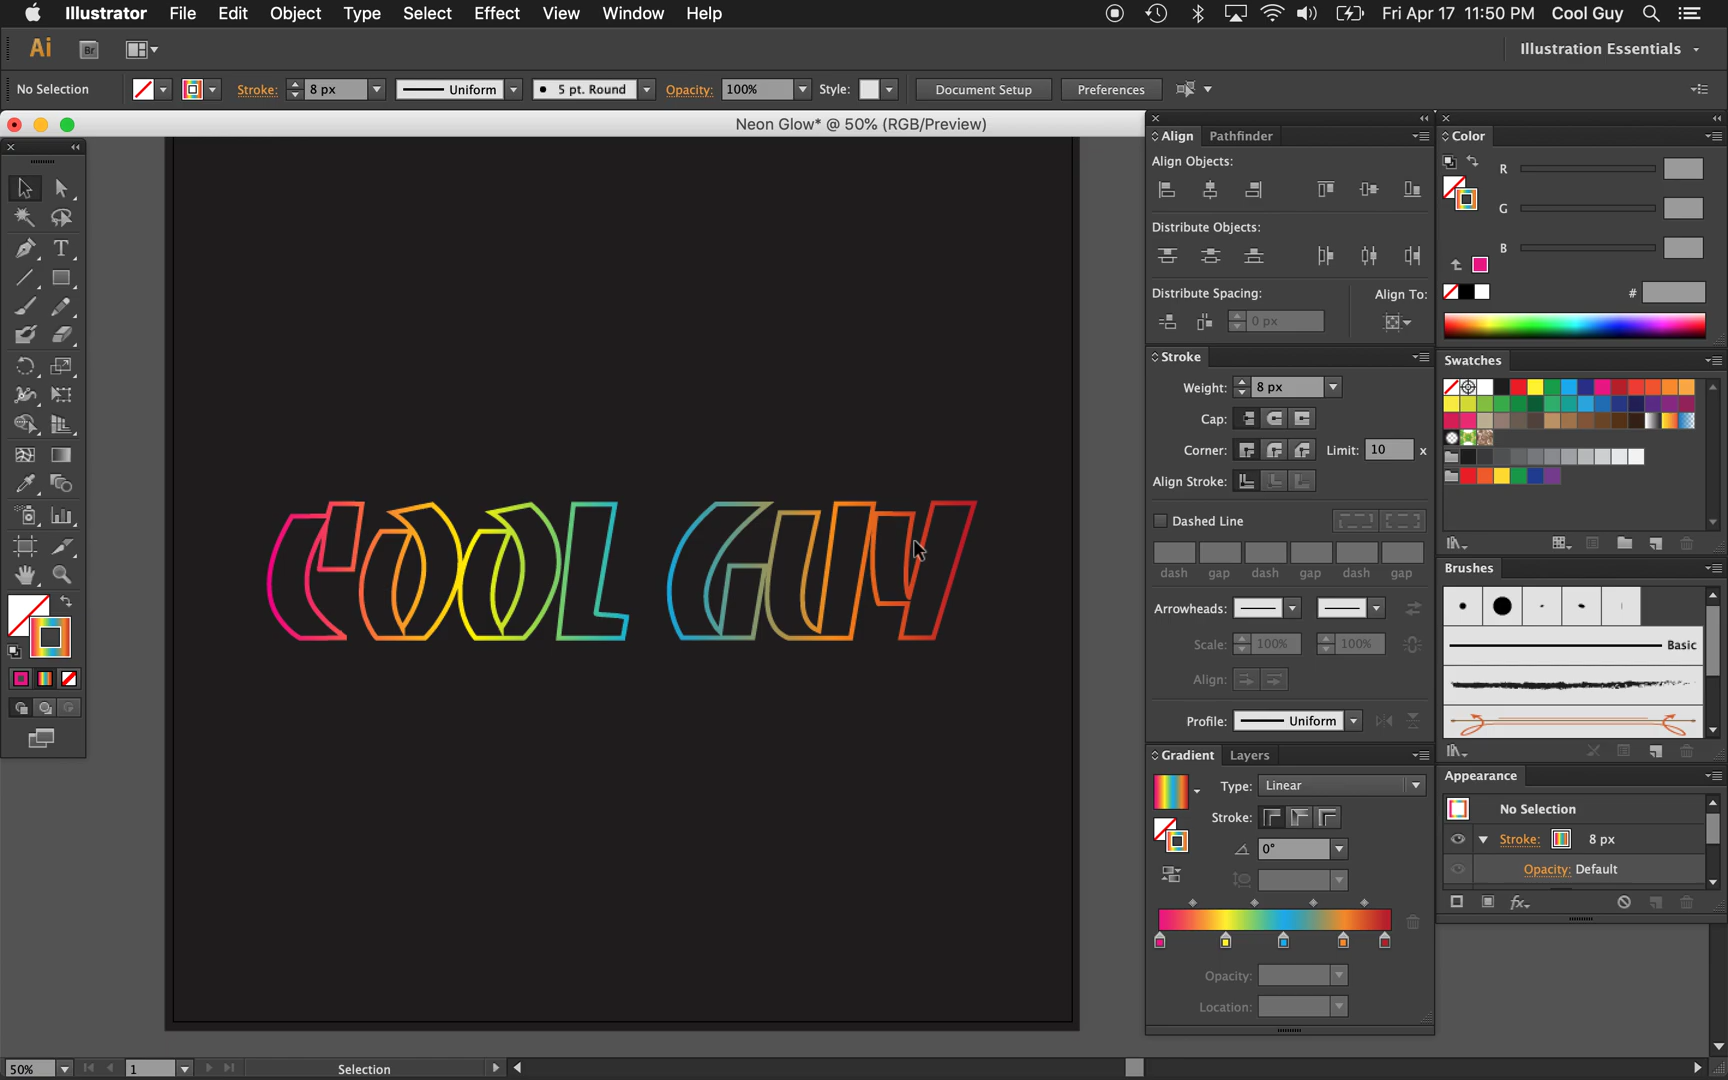 Illustrator File Edit Object Type Select Effect View Window Help Fri Apr 17 11:50 PM Cool Guy
Ai Br Illustration Essentials
No Selection Stroke: 8 px Uniform 5 pt. Round Opacity: 100% Style: Document Setup Preferences
Neon Glow* @ 50% (RGB/Preview)
COOL GUY
Align Pathfinder
Align Objects:
Distribute Objects:
Distribute Spacing: Align To:
0 px
Stroke
Weight: 8 px
Cap:
Corner: Limit: 10 x
Align Stroke:
Dashed Line
dash gap dash gap dash gap
Arrowheads:
Scale: 100% 100%
Align:
Profile: Uniform
Gradient Layers
Type: Linear
Stroke:
0°
Opacity:
Location:
Color
R
G
B
#
Swatches
Brushes
Basic
Appearance
No Selection
Stroke: 8 px
Opacity: Default
fx
50% 1 Selection